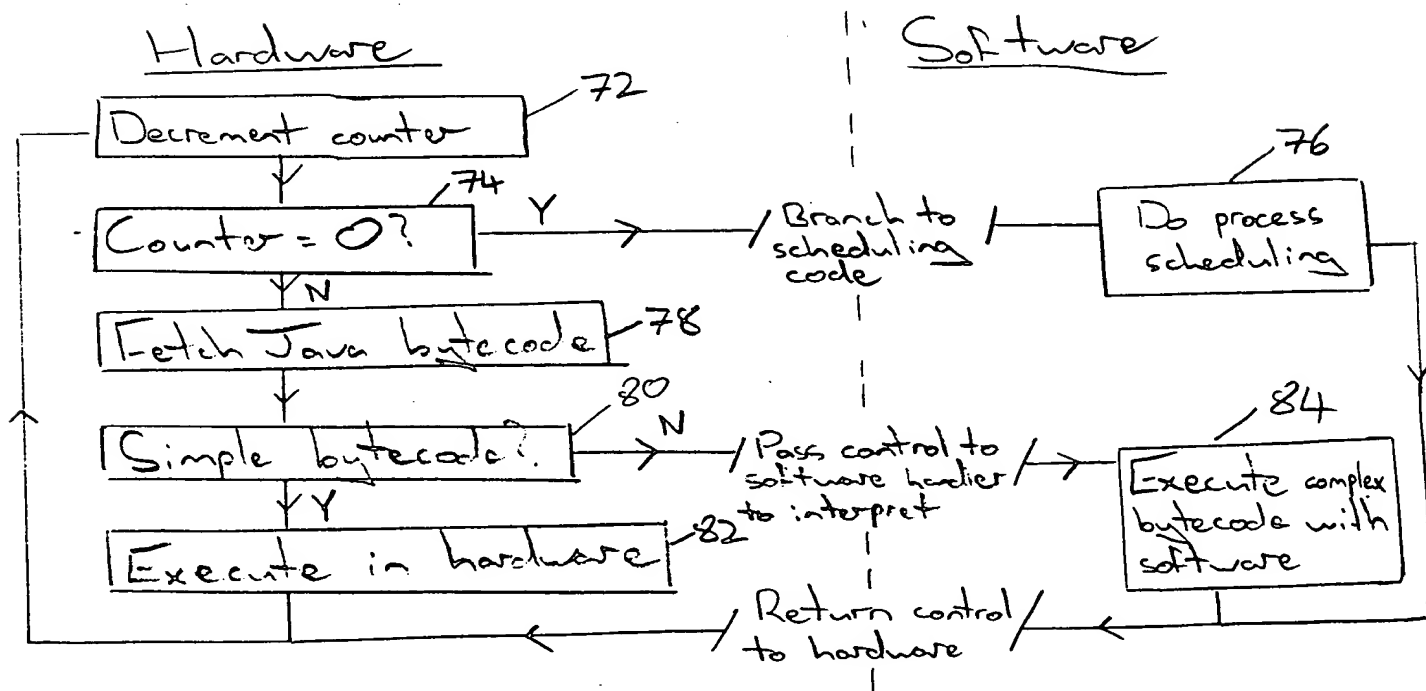 Hardware
Software
72
Decrement counter
74
76
Counter = 0?
Y
Branch to
scheduling
code
Do process
scheduling
N
78
Fetch Java bytecode
80
84
Simple bytecode?
N
Pass control to
software handler
to interpret
Execute complex
bytecode with
software
Y
82
Execute in hardware
Return control
to hardware